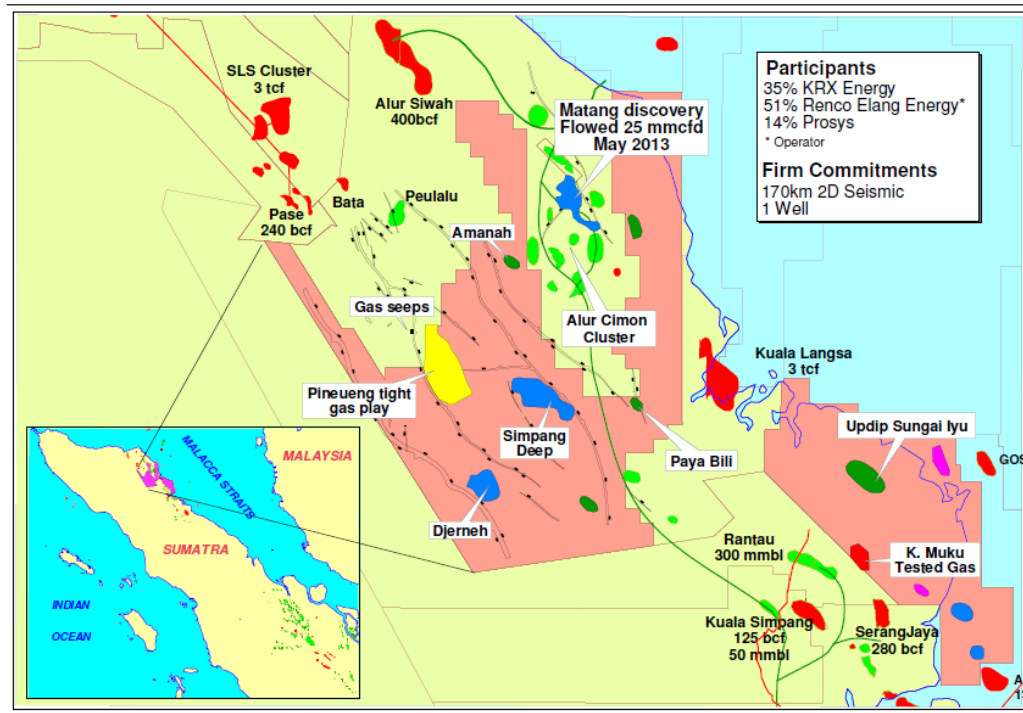 SLS Cluster
3 tcf
Alur Siwah
400bcf
Matang discovery
Flowed 25 mmcfd
May 2013
Participants
35% KRX Energy
51% Renco Elang Energy*
14% Prosys
* Operator
Firm Commitments
170km 2D Seismic
1 Well
Bata
Peulalu
Pase
240 bcf
Amanah
Gas seeps
Alur Cimon
Cluster
Kuala Langsa
3 tcf
Pineueng tight
gas play
Updip Sungai Iyu
Simpang
Deep
Paya Bili
GOS
Djerneh
MALACCA STRAITS
MALAYSIA
SUMATRA
INDIAN
OCEAN
Rantau
300 mmbl
K. Muku
Tested Gas
Kuala Simpang
125 bcf
50 mmbl
SerangJaya
280 bcf